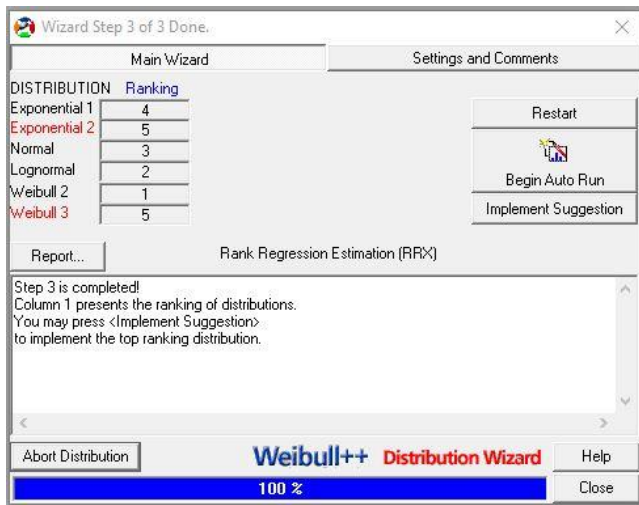 Wizard Step 3 of 3 Done.
Main Wizard
Settings and Comments
DISTRIBUTION Ranking
Exponential 1 4
Exponential 2 5
Normal 3
Lognormal 2
Weibull 2 1
Weibull 3 5
Restart
Begin Auto Run
Implement Suggestion
Report...
Rank Regression Estimation (RRX)
Step 3 is completed!
Column 1 presents the ranking of distributions.
You may press <Implement Suggestion>
to implement the top ranking distribution.
Abort Distribution
Weibull++ Distribution Wizard
Help
100 %
Close